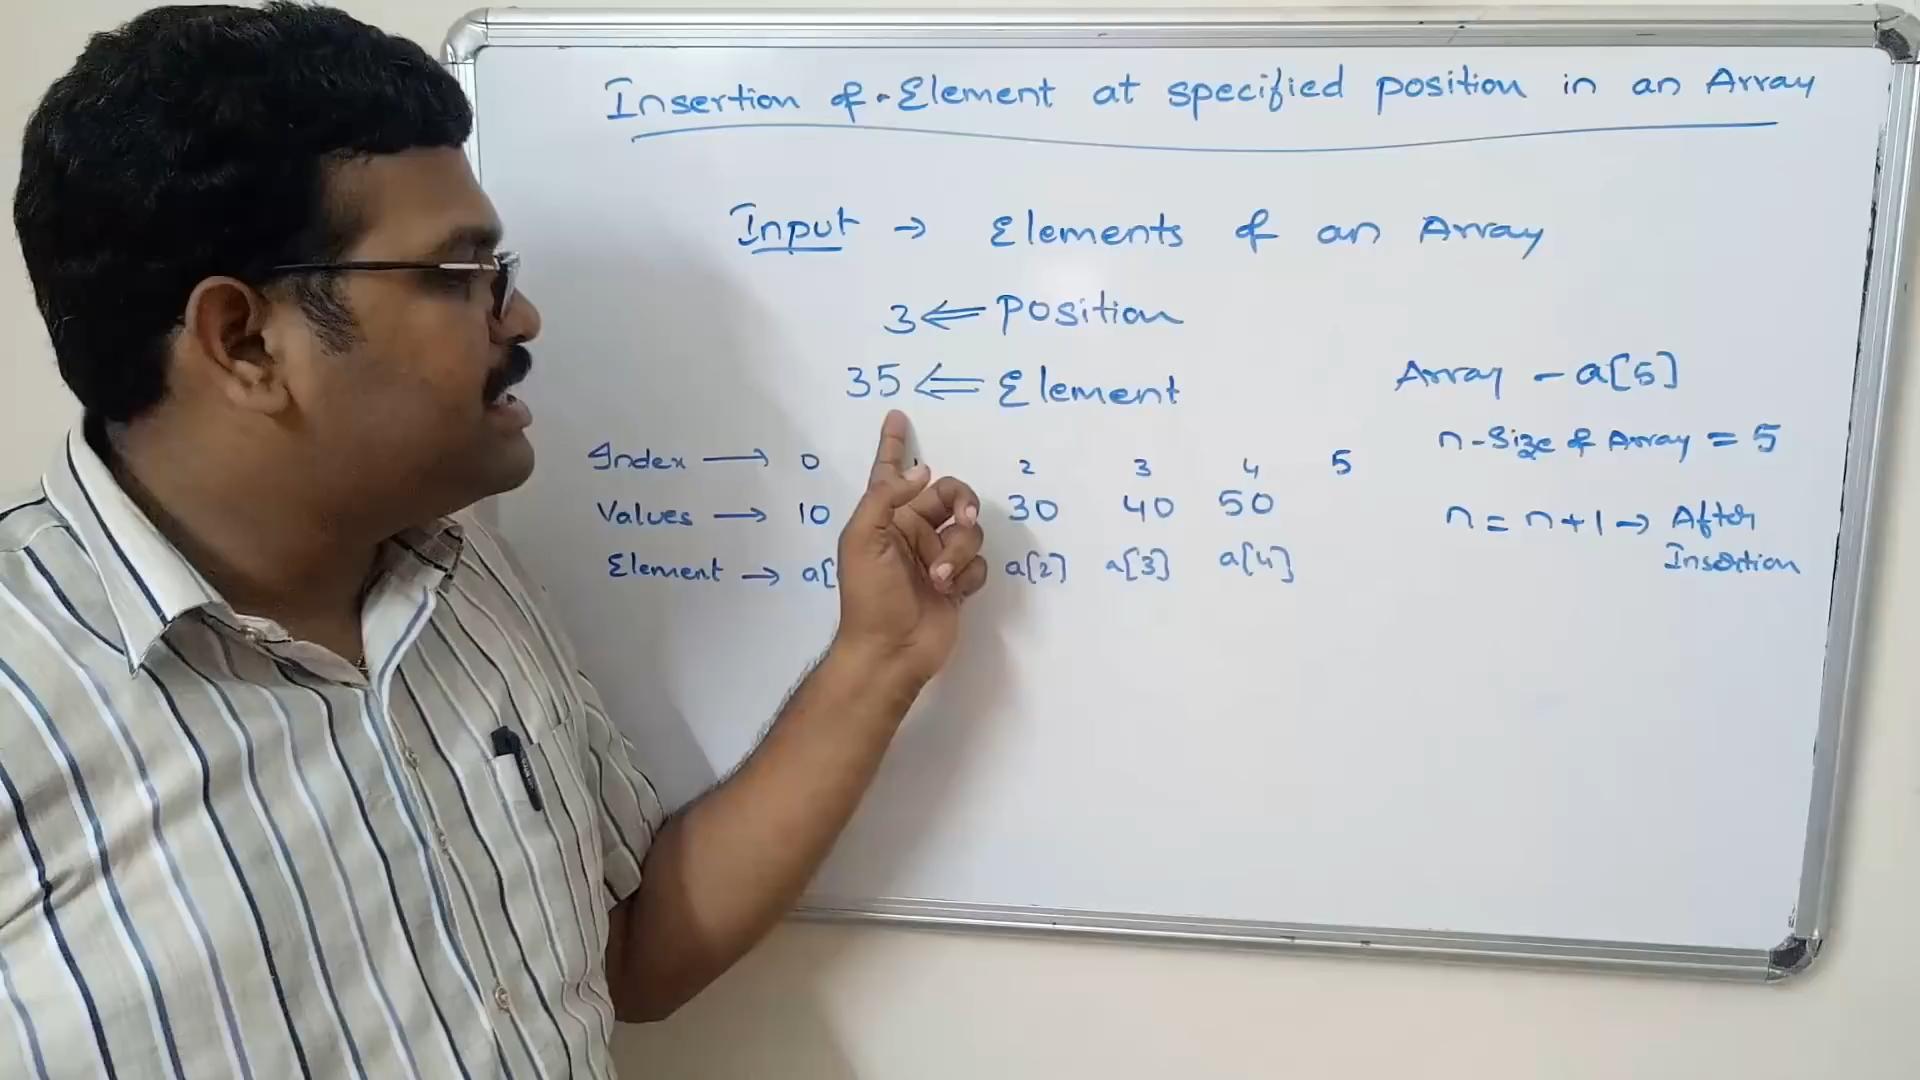 Insertion of Element at specified position in an Array
Input → Elements of an Array
3 ⇐ Position
35 ⇐ Element
Array - a[5]
n - Size of Array = 5
n = n + 1 → After
Insertion
Index → 0 2 3 4 5
Values → 10 30 40 50
Element → a[ a[2] a[3] a[4]